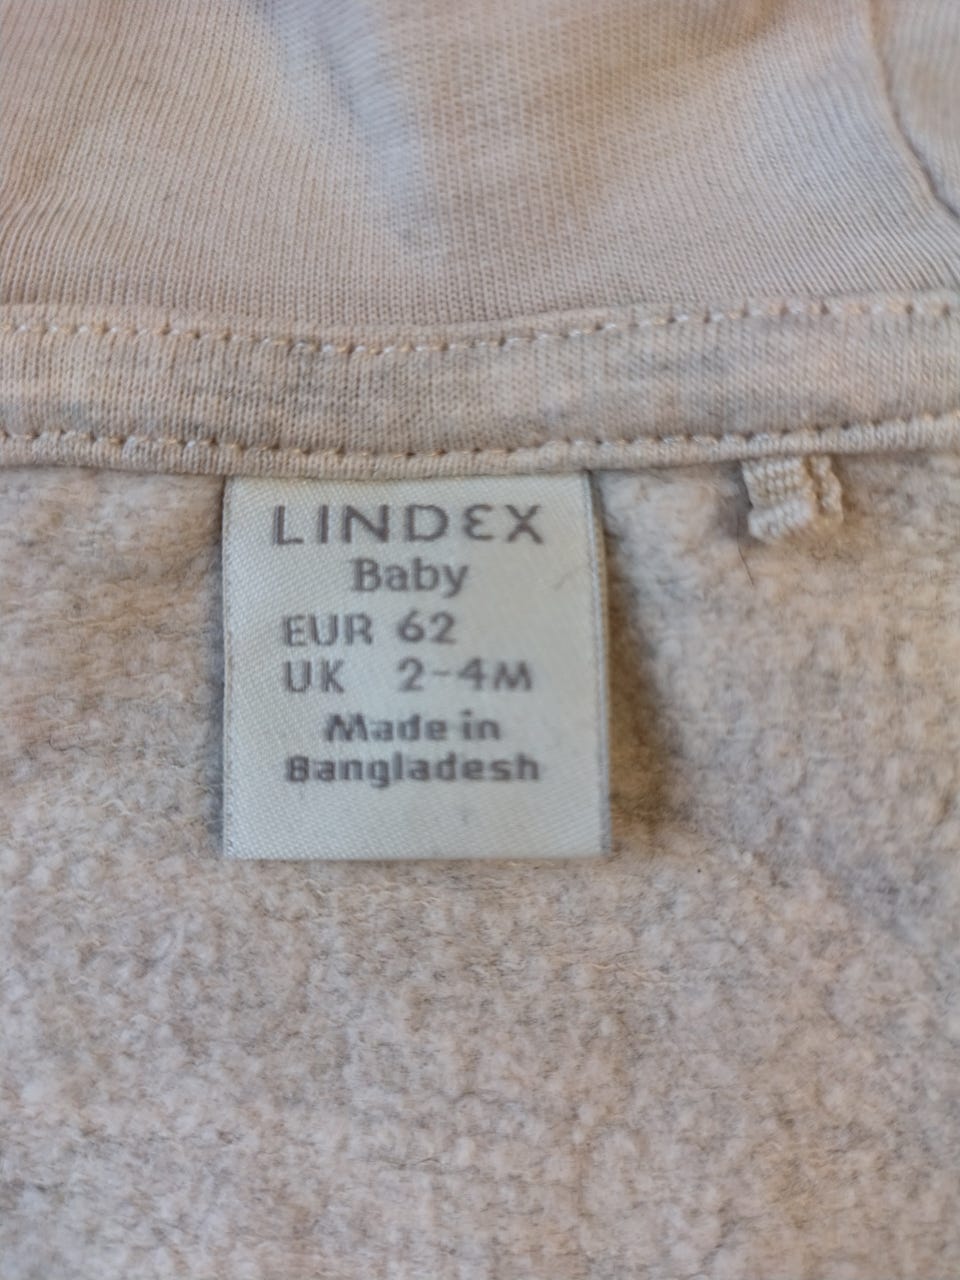 LINDEX
Baby
EUR 62
UK 2-4M
Made in
Bangladesh